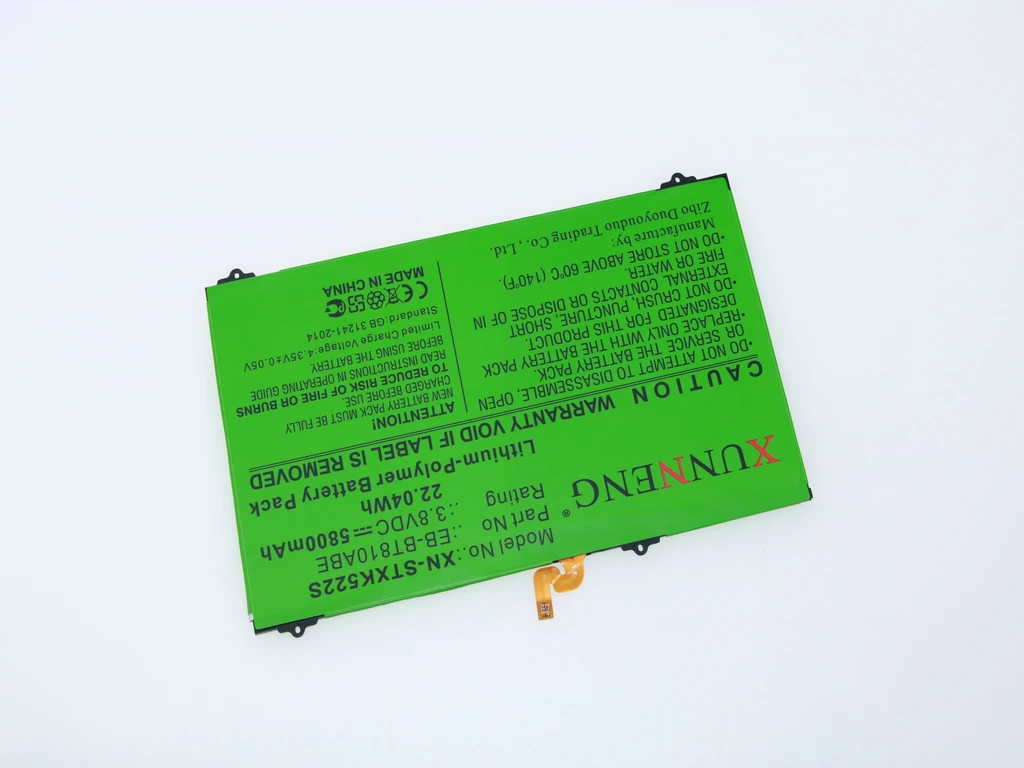 XUNNENG®
Model No.:XN-STXK522S
Part No :EB-BT810ABE
Rating :3.8VDC⎓5800mAh
22.04Wh
Lithium-Polymer Battery Pack
CAUTION WARRANTY VOID IF LABEL IS REMOVED
•DO NOT ATTEMPT TO DISASSEMBLE, OPEN
OR SERVICE THE BATTERY PACK.
•REPLACE ONLY WITH THE BATTERY PACK
DESIGNATED FOR THIS PRODUCT.
•DO NOT CRUSH, PUNCTURE, SHORT
EXTERNAL CONTACTS OR DISPOSE OF IN
FIRE OR WATER.
•DO NOT STORE ABOVE 60°C (140°F).
Manufacture by:
Zibo Duoyouduo Trading Co., Ltd.
ATTENTION!
NEW BATTERY PACK MUST BE FULLY
CHARGED BEFORE USE.
TO REDUCE RISK OF FIRE OR BURNS
READ INSTRUCTIONS IN OPERATING GUIDE
BEFORE USING THE BATTERY.
Limited Charge Voltage:4.35V±0.05V
Standard:GB 31241-2014
CE
MADE IN CHINA